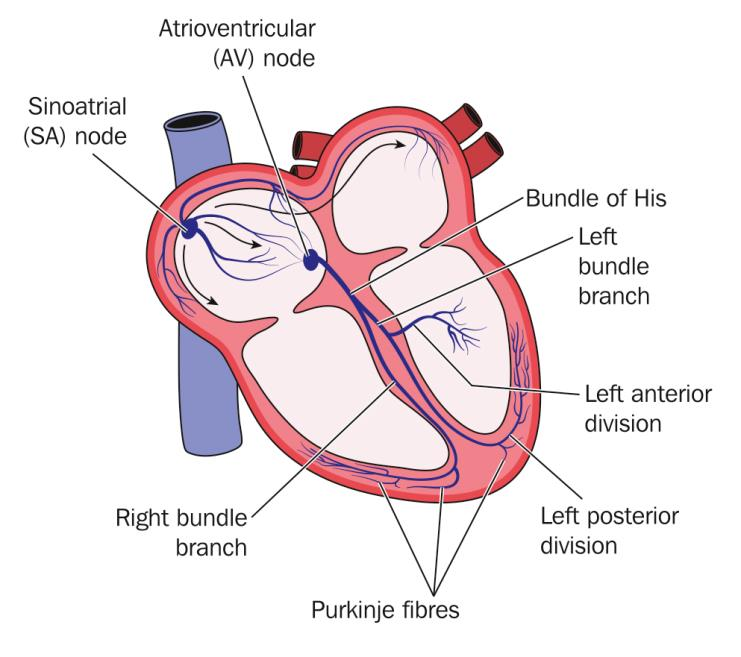 Atrioventricular
(AV) node
Sinoatrial
(SA) node
Bundle of His
Left
bundle
branch
Left anterior
division
Left posterior
division
Right bundle
branch
Purkinje fibres